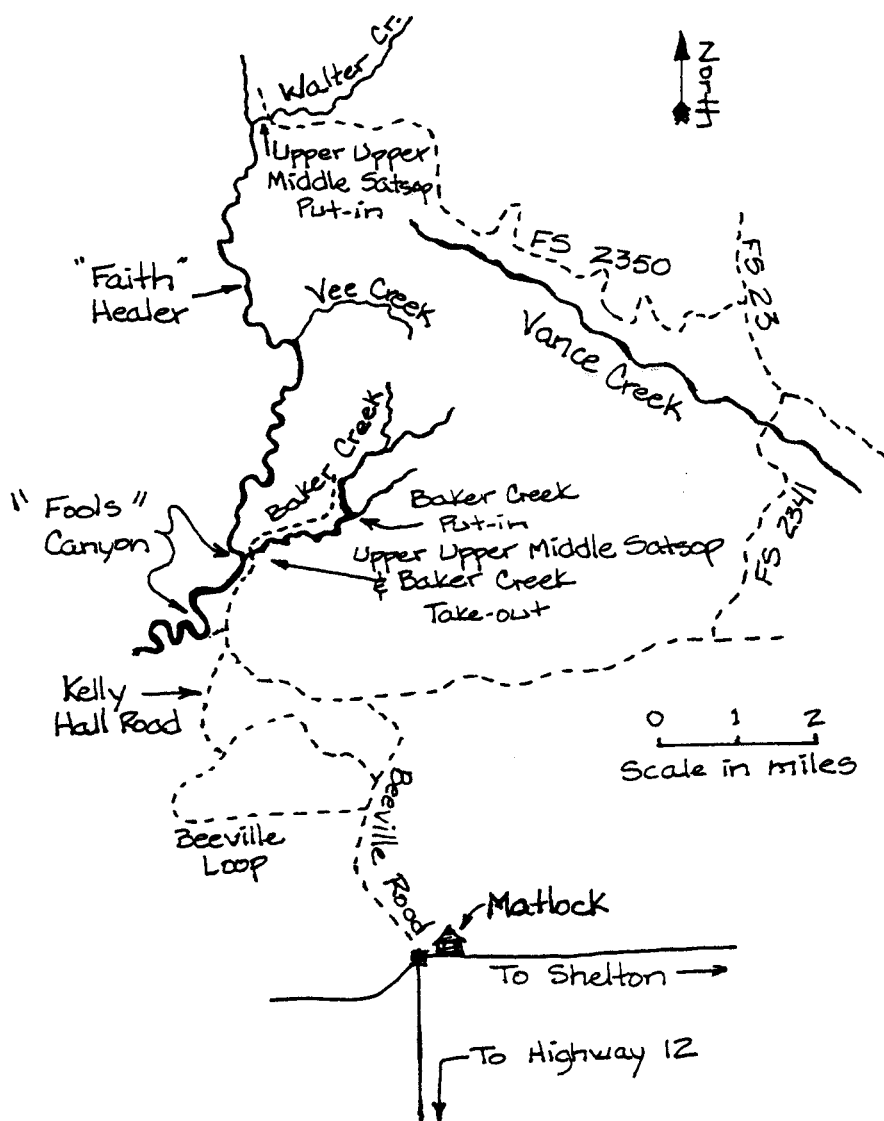 Walter Cr.
North
Upper Upper
Middle Satsop
Put-in
FS 2350
FS 23
"Faith"
Healer
Vee Creek
Vance Creek
Baker Creek
"Fools"
Canyon
Baker Creek
Put-in
Upper Upper Middle Satsop
& Baker Creek
Take-out
FS 2341
Kelly
Hall Road
0 1 2
Scale in miles
Beeville
Loop
Beeville Road
Matlock
To Shelton
To Highway 12